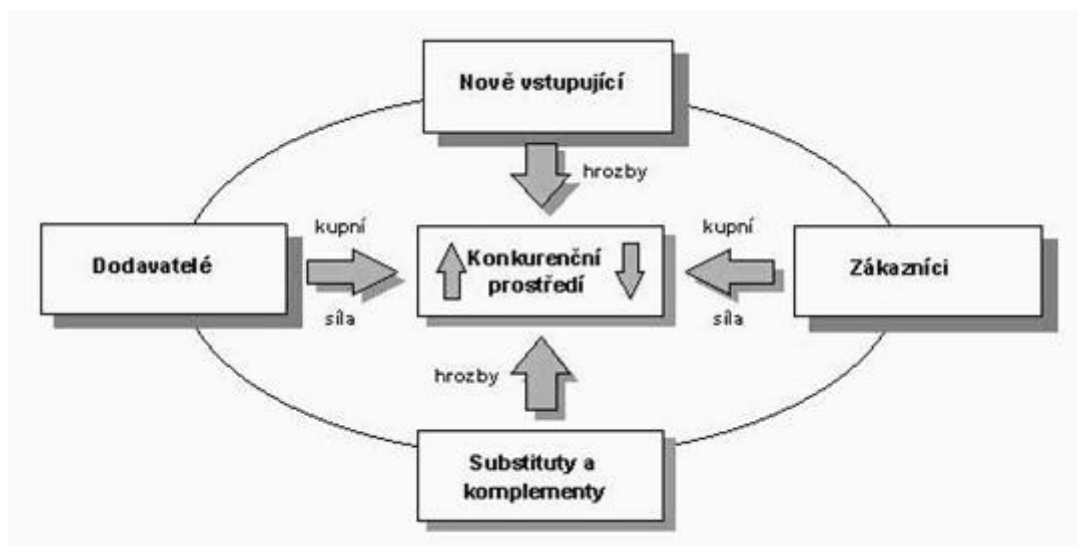 Nově vstupující
hrozby
kupní
síla
Dodavatelé
Konkurenční
prostředí
kupní
síla
Zákazníci
hrozby
Substituty a
komplementy